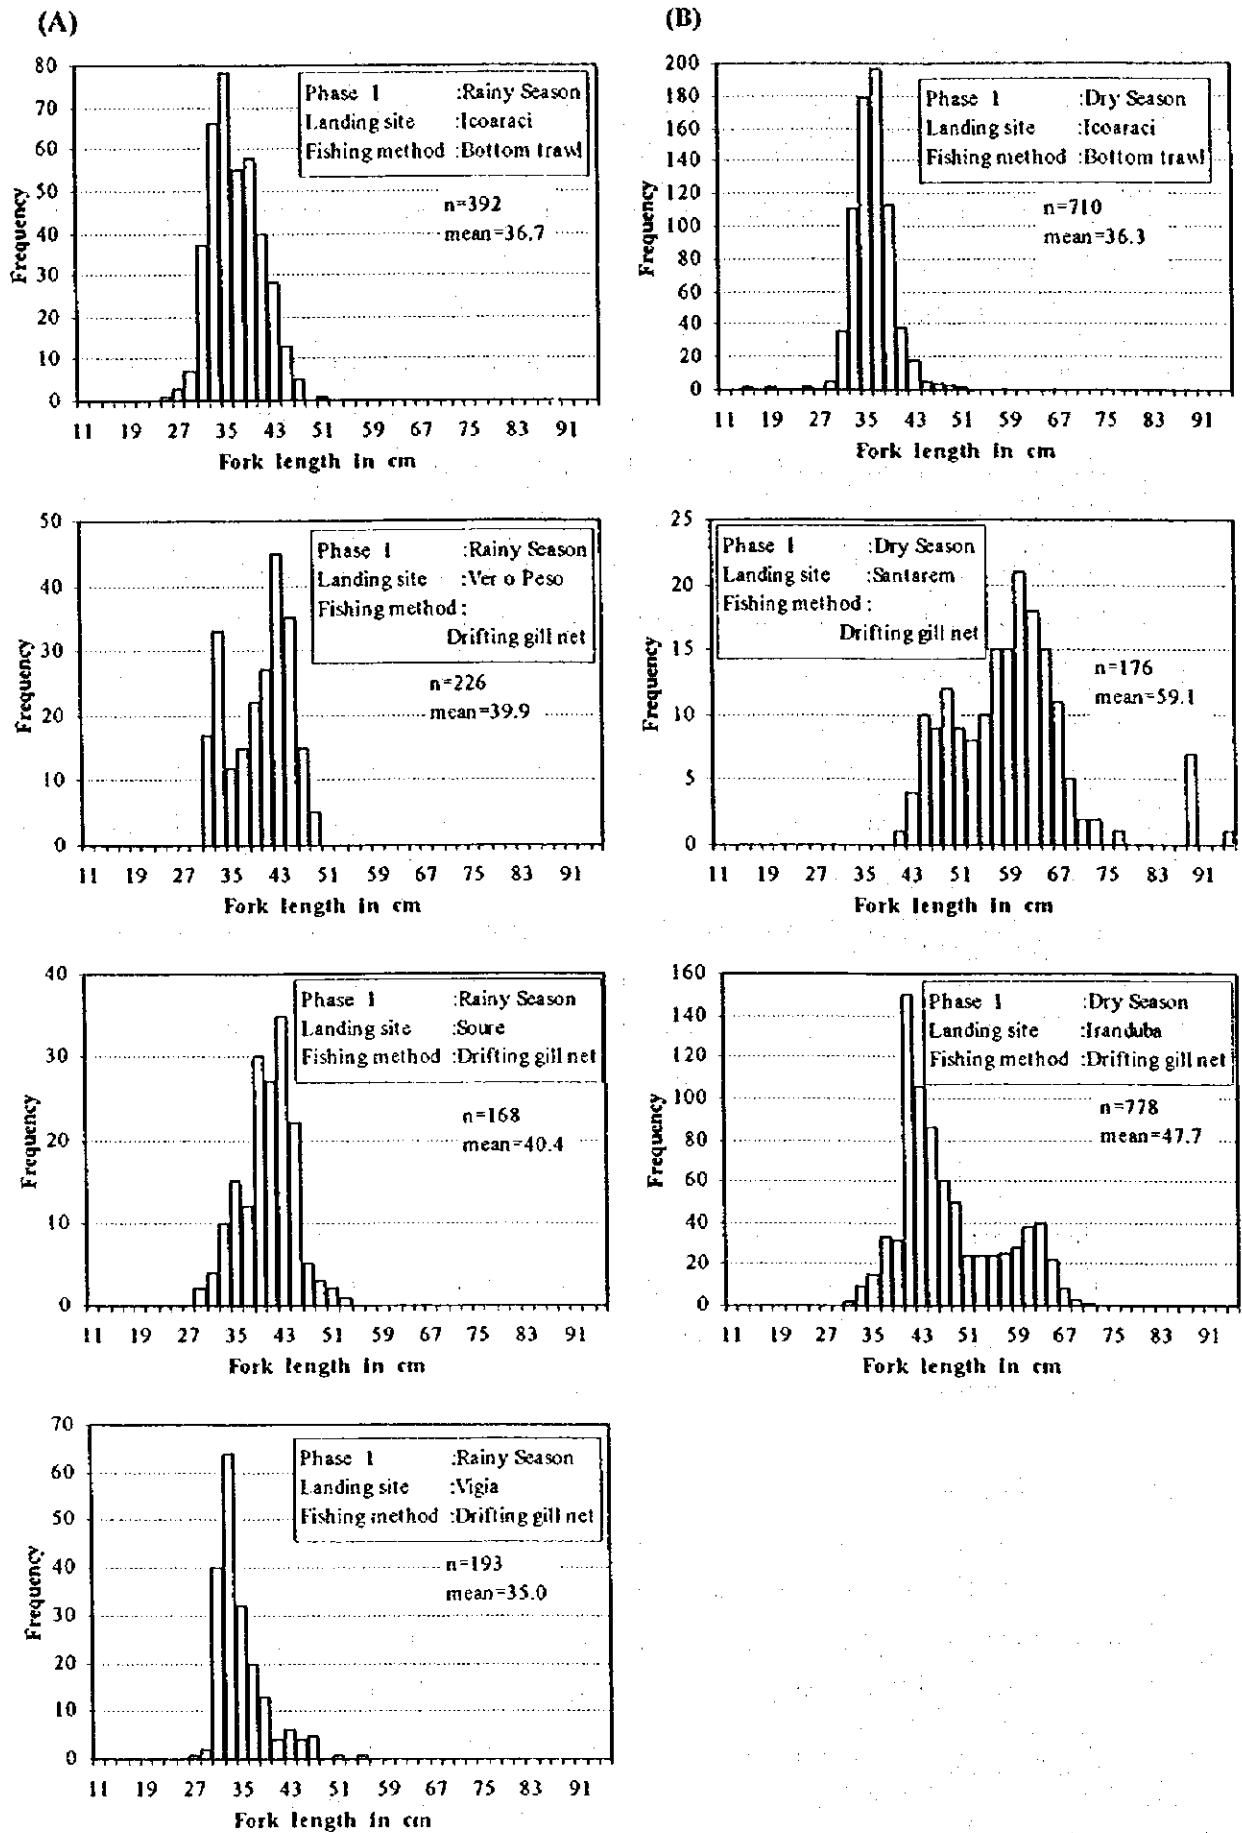 (A)
80
70
60
50
40
30
20
10
0
Frequency
Phase 1 :Rainy Season
Landing site :Icoaraci
Fishing method :Bottom trawl
n=392
mean=36.7
11 19 27 35 43 51 59 67 75 83 91
Fork length in cm
50
40
30
20
10
0
Frequency
Phase 1 :Rainy Season
Landing site :Ver o Peso
Fishing method :
Drifting gill net
n=226
mean=39.9
11 19 27 35 43 51 59 67 75 83 91
Fork length in cm
40
30
20
10
0
Frequency
Phase 1 :Rainy Season
Landing site :Soure
Fishing method :Drifting gill net
n=168
mean=40.4
11 19 27 35 43 51 59 67 75 83 91
Fork length in cm
70
60
50
40
30
20
10
0
Frequency
Phase 1 :Rainy Season
Landing site :Vigia
Fishing method :Drifting gill net
n=193
mean=35.0
11 19 27 35 43 51 59 67 75 83 91
Fork length in cm
(B)
200
180
160
140
120
100
80
60
40
20
0
Frequency
Phase 1 :Dry Season
Landing site :Icoaraci
Fishing method :Bottom trawl
n=710
mean=36.3
11 19 27 35 43 51 59 67 75 83 91
Fork length in cm
25
20
15
10
5
0
Frequency
Phase 1 :Dry Season
Landing site :Santarem
Fishing method :
Drifting gill net
n=176
mean=59.1
11 19 27 35 43 51 59 67 75 83 91
Fork length in cm
160
140
120
100
80
60
40
20
0
Frequency
Phase 1 :Dry Season
Landing site :Iranduba
Fishing method :Drifting gill net
n=778
mean=47.7
11 19 27 35 43 51 59 67 75 83 91
Fork length in cm